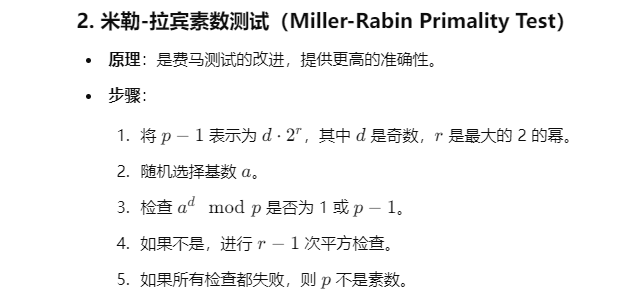 2. 米勒-拉宾素数测试（Miller-Rabin Primality Test）
• 原理：是费马测试的改进，提供更高的准确性。
• 步骤：
1. 将 p − 1 表示为 d · 2^r，其中 d 是奇数，r 是最大的 2 的幂。
2. 随机选择基数 a。
3. 检查 a^d mod p 是否为 1 或 p − 1。
4. 如果不是，进行 r − 1 次平方检查。
5. 如果所有检查都失败，则 p 不是素数。